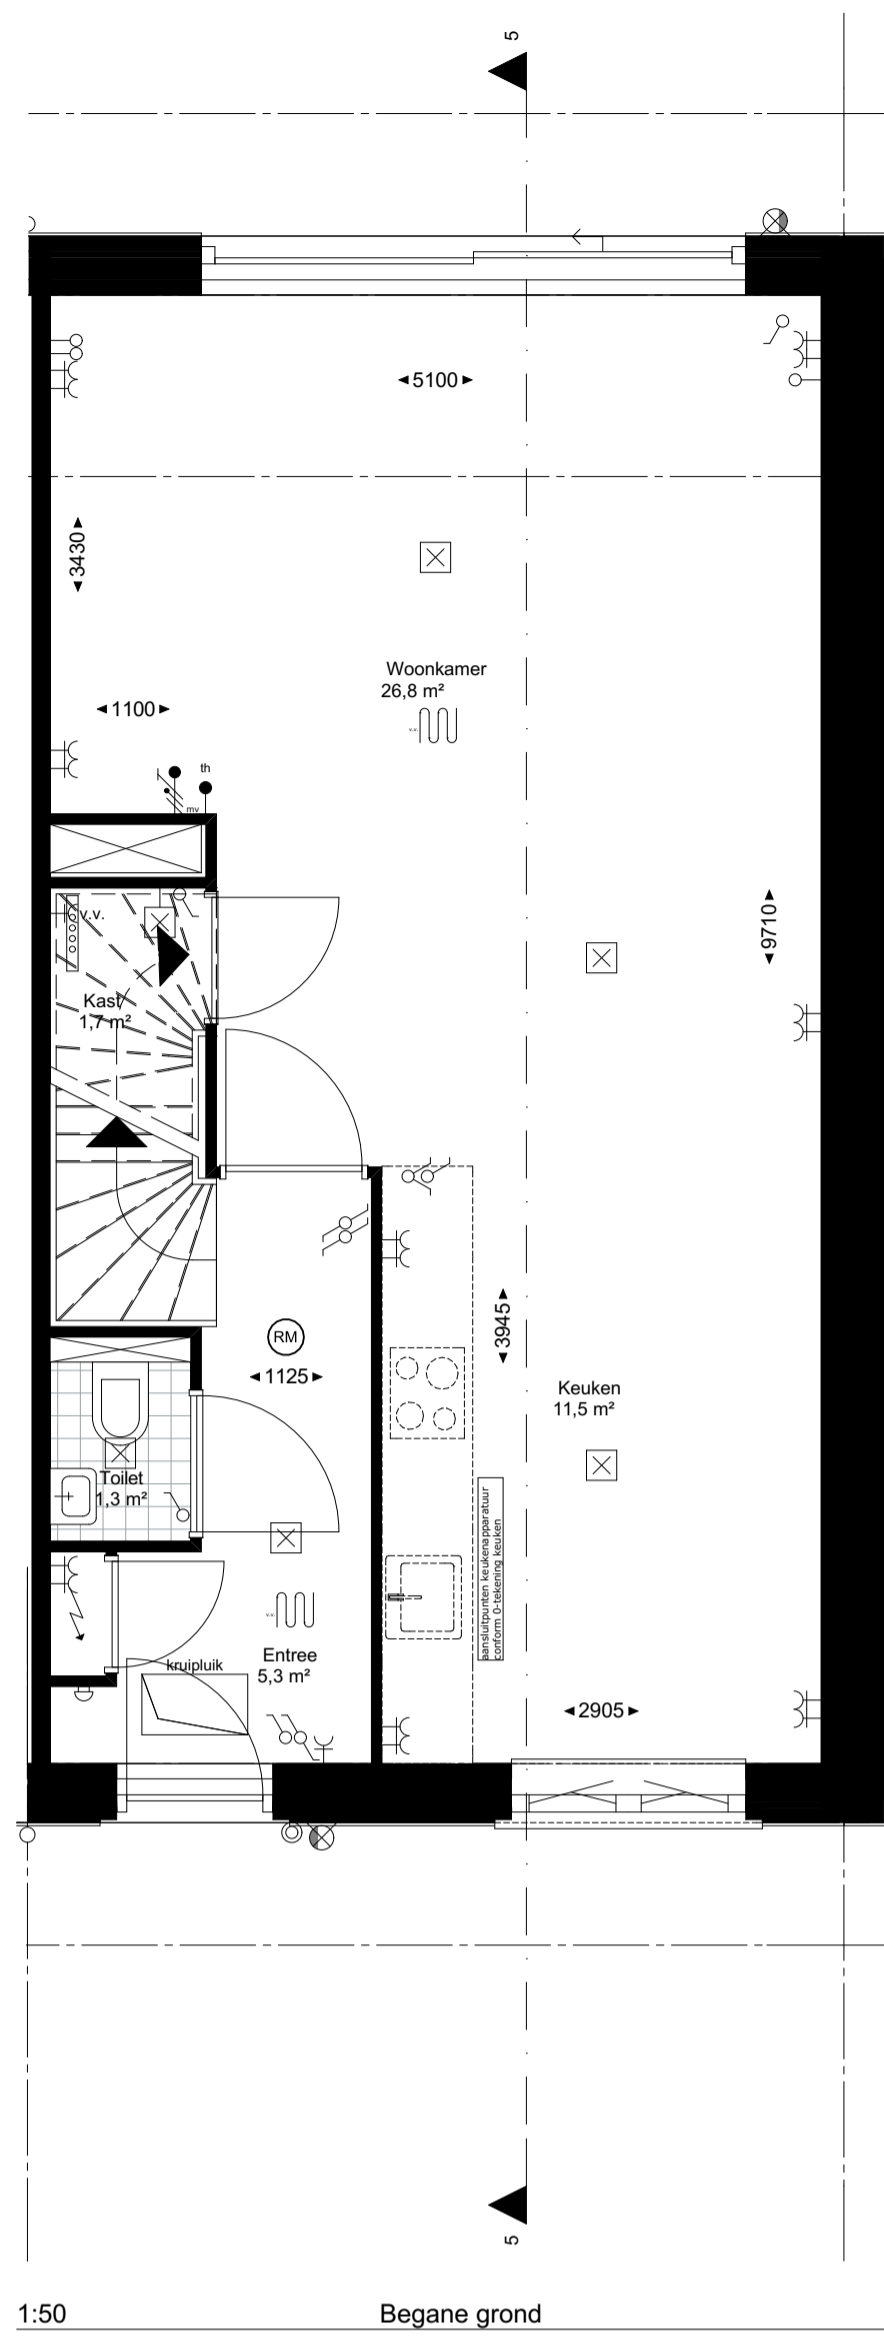 5
5100
3430
Woonkamer
26,8 m²
v.v.
1100
th
mv
v.v.
9710
Kast
1,7 m²
3945
RM
1125
Keuken
11,5 m²
Toilet
1,3 m²
aansluitpunten keukenapparatuur
conform 0-tekening keuken
v.v.
Entree
5,3 m²
kruipluik
2905
5
1:50
Begane grond